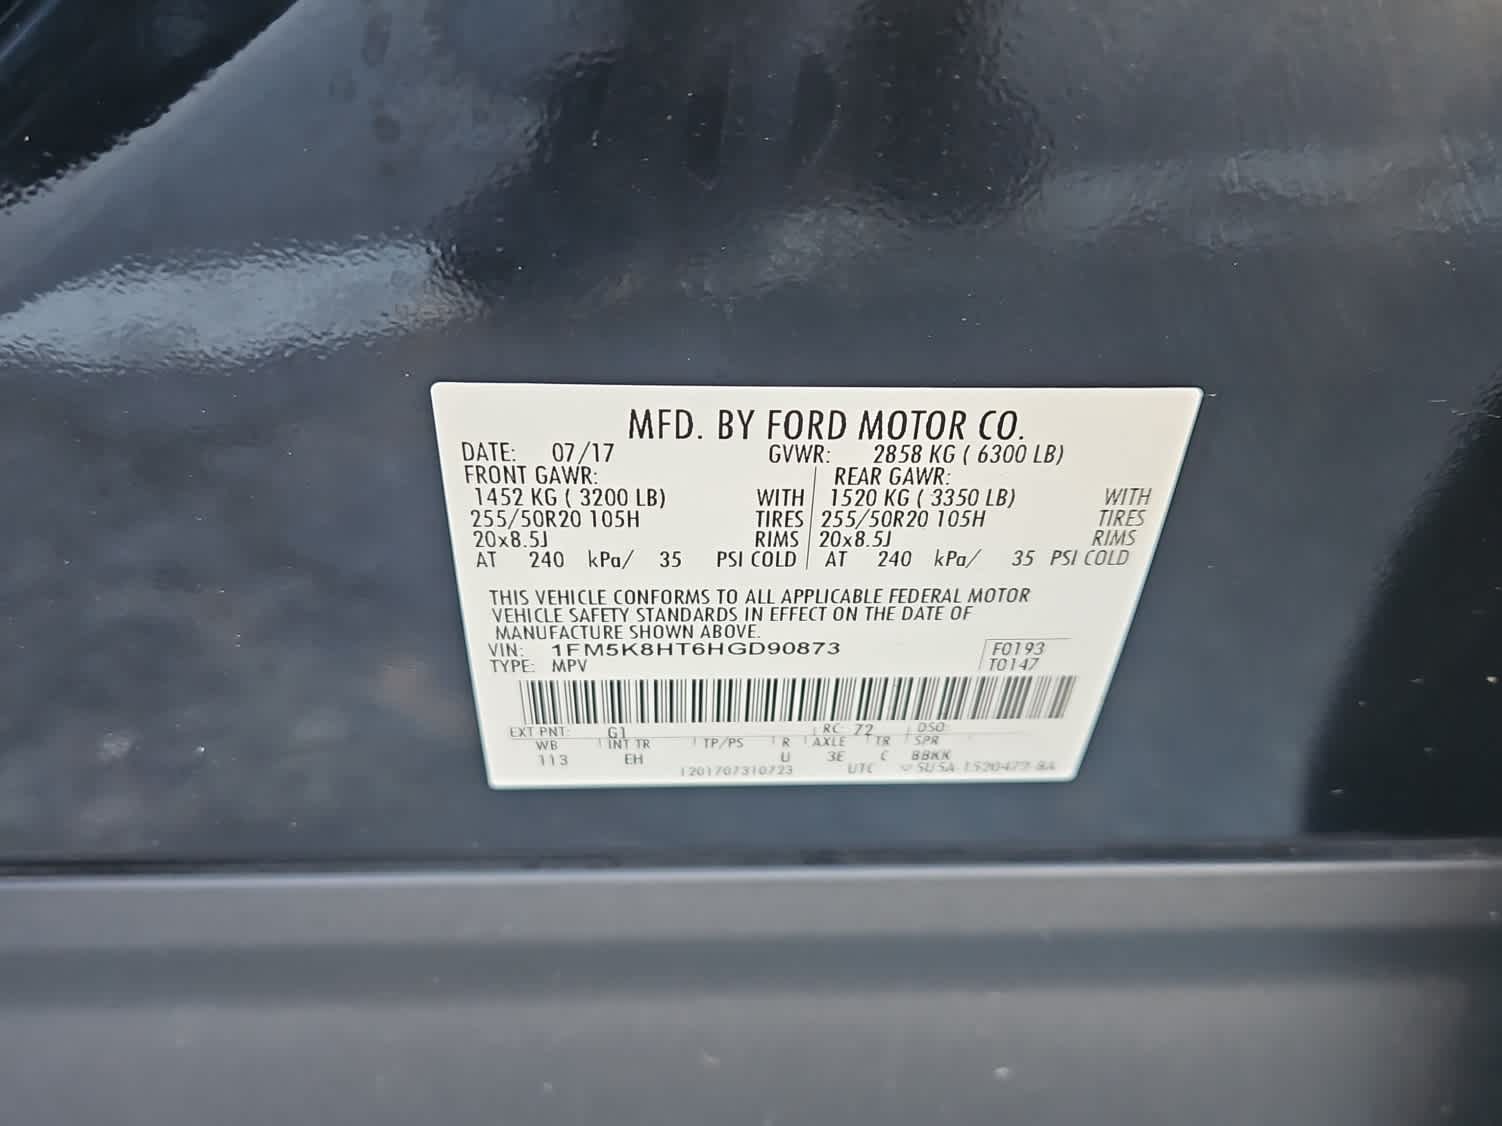 MFD. BY FORD MOTOR CO.
DATE: 07/17 GVWR: 2858 KG ( 6300 LB)
FRONT GAWR: REAR GAWR:
1452 KG ( 3200 LB) WITH 1520 KG ( 3350 LB) WITH
255/50R20 105H TIRES 255/50R20 105H TIRES
20x8.5J RIMS 20x8.5J RIMS
AT 240 kPa/ 35 PSI COLD AT 240 kPa/ 35 PSI COLD
THIS VEHICLE CONFORMS TO ALL APPLICABLE FEDERAL MOTOR
VEHICLE SAFETY STANDARDS IN EFFECT ON THE DATE OF
MANUFACTURE SHOWN ABOVE.
VIN: 1FM5K8HT6HGD90873 F0193
TYPE: MPV T0147
EXT PNT: G1 RC: 72 DSO:
WB INT TR TP/PS R AXLE TR SPR
113 EH U 3E C BBKK
1201707310723 UTC